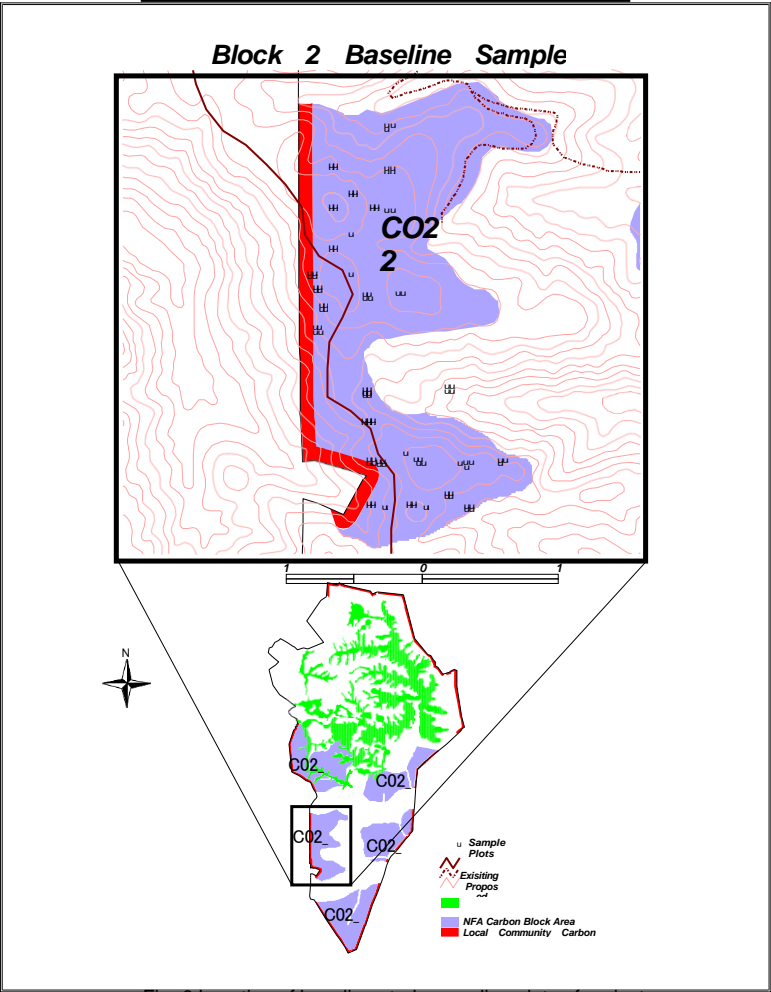 Block 2 Baseline Sample
CO2
2
1 0 1
N
C02_
C02_
C02_
C02_
C02_
u Sample
Plots
Exisiting
Propos
NFA Carbon Block Area
Local Community Carbon